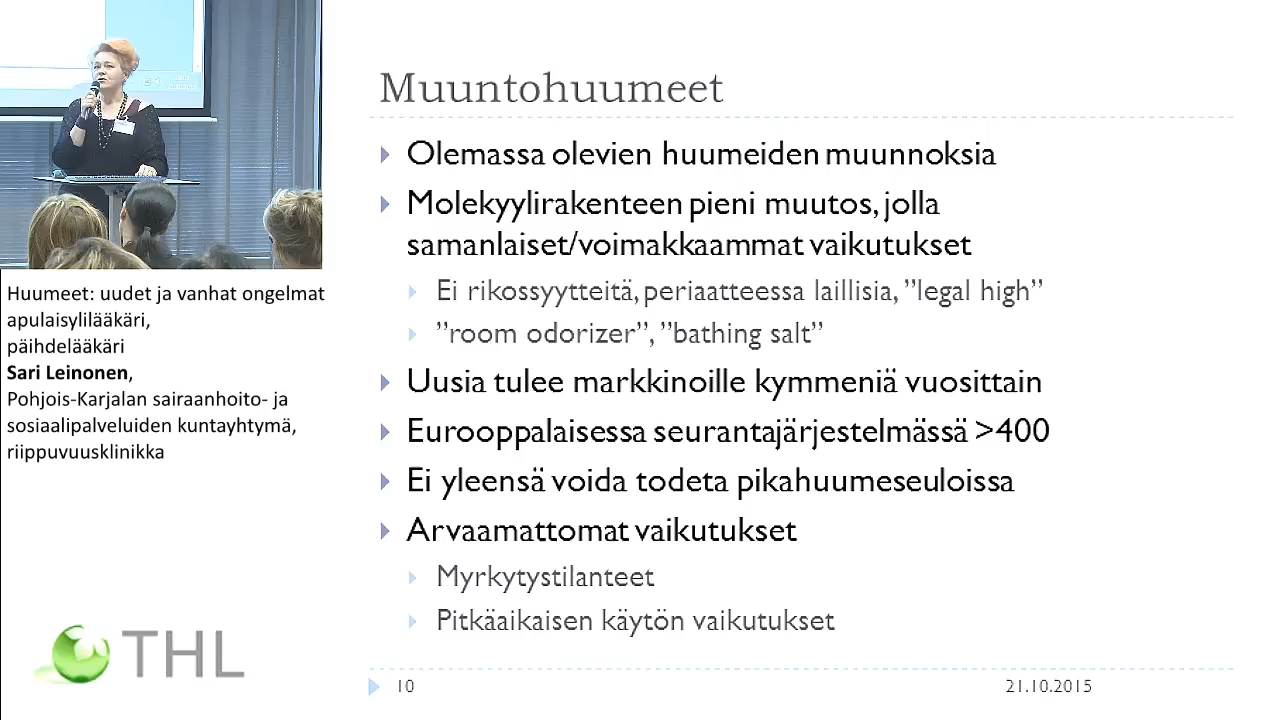 Muuntohuumeet
Olemassa olevien huumeiden muunnoksia
Molekyylirakenteen pieni muutos, jolla
samanlaiset/voimakkaammat vaikutukset
Ei rikossyytteitä, periaatteessa laillisia, ”legal high”
”room odorizer”, ”bathing salt”
Uusia tulee markkinoille kymmeniä vuosittain
Eurooppalaisessa seurantajärjestelmässä >400
Ei yleensä voida todeta pikahuumeseuloissa
Arvaamattomat vaikutukset
Myrkytystilanteet
Pitkäaikaisen käytön vaikutukset
10
21.10.2015
Huumeet: uudet ja vanhat ongelmat
apulaisylilääkäri,
päihdelääkäri
Sari Leinonen,
Pohjois-Karjalan sairaanhoito- ja
sosiaalipalveluiden kuntayhtymä,
riippuvuusklinikka
THL